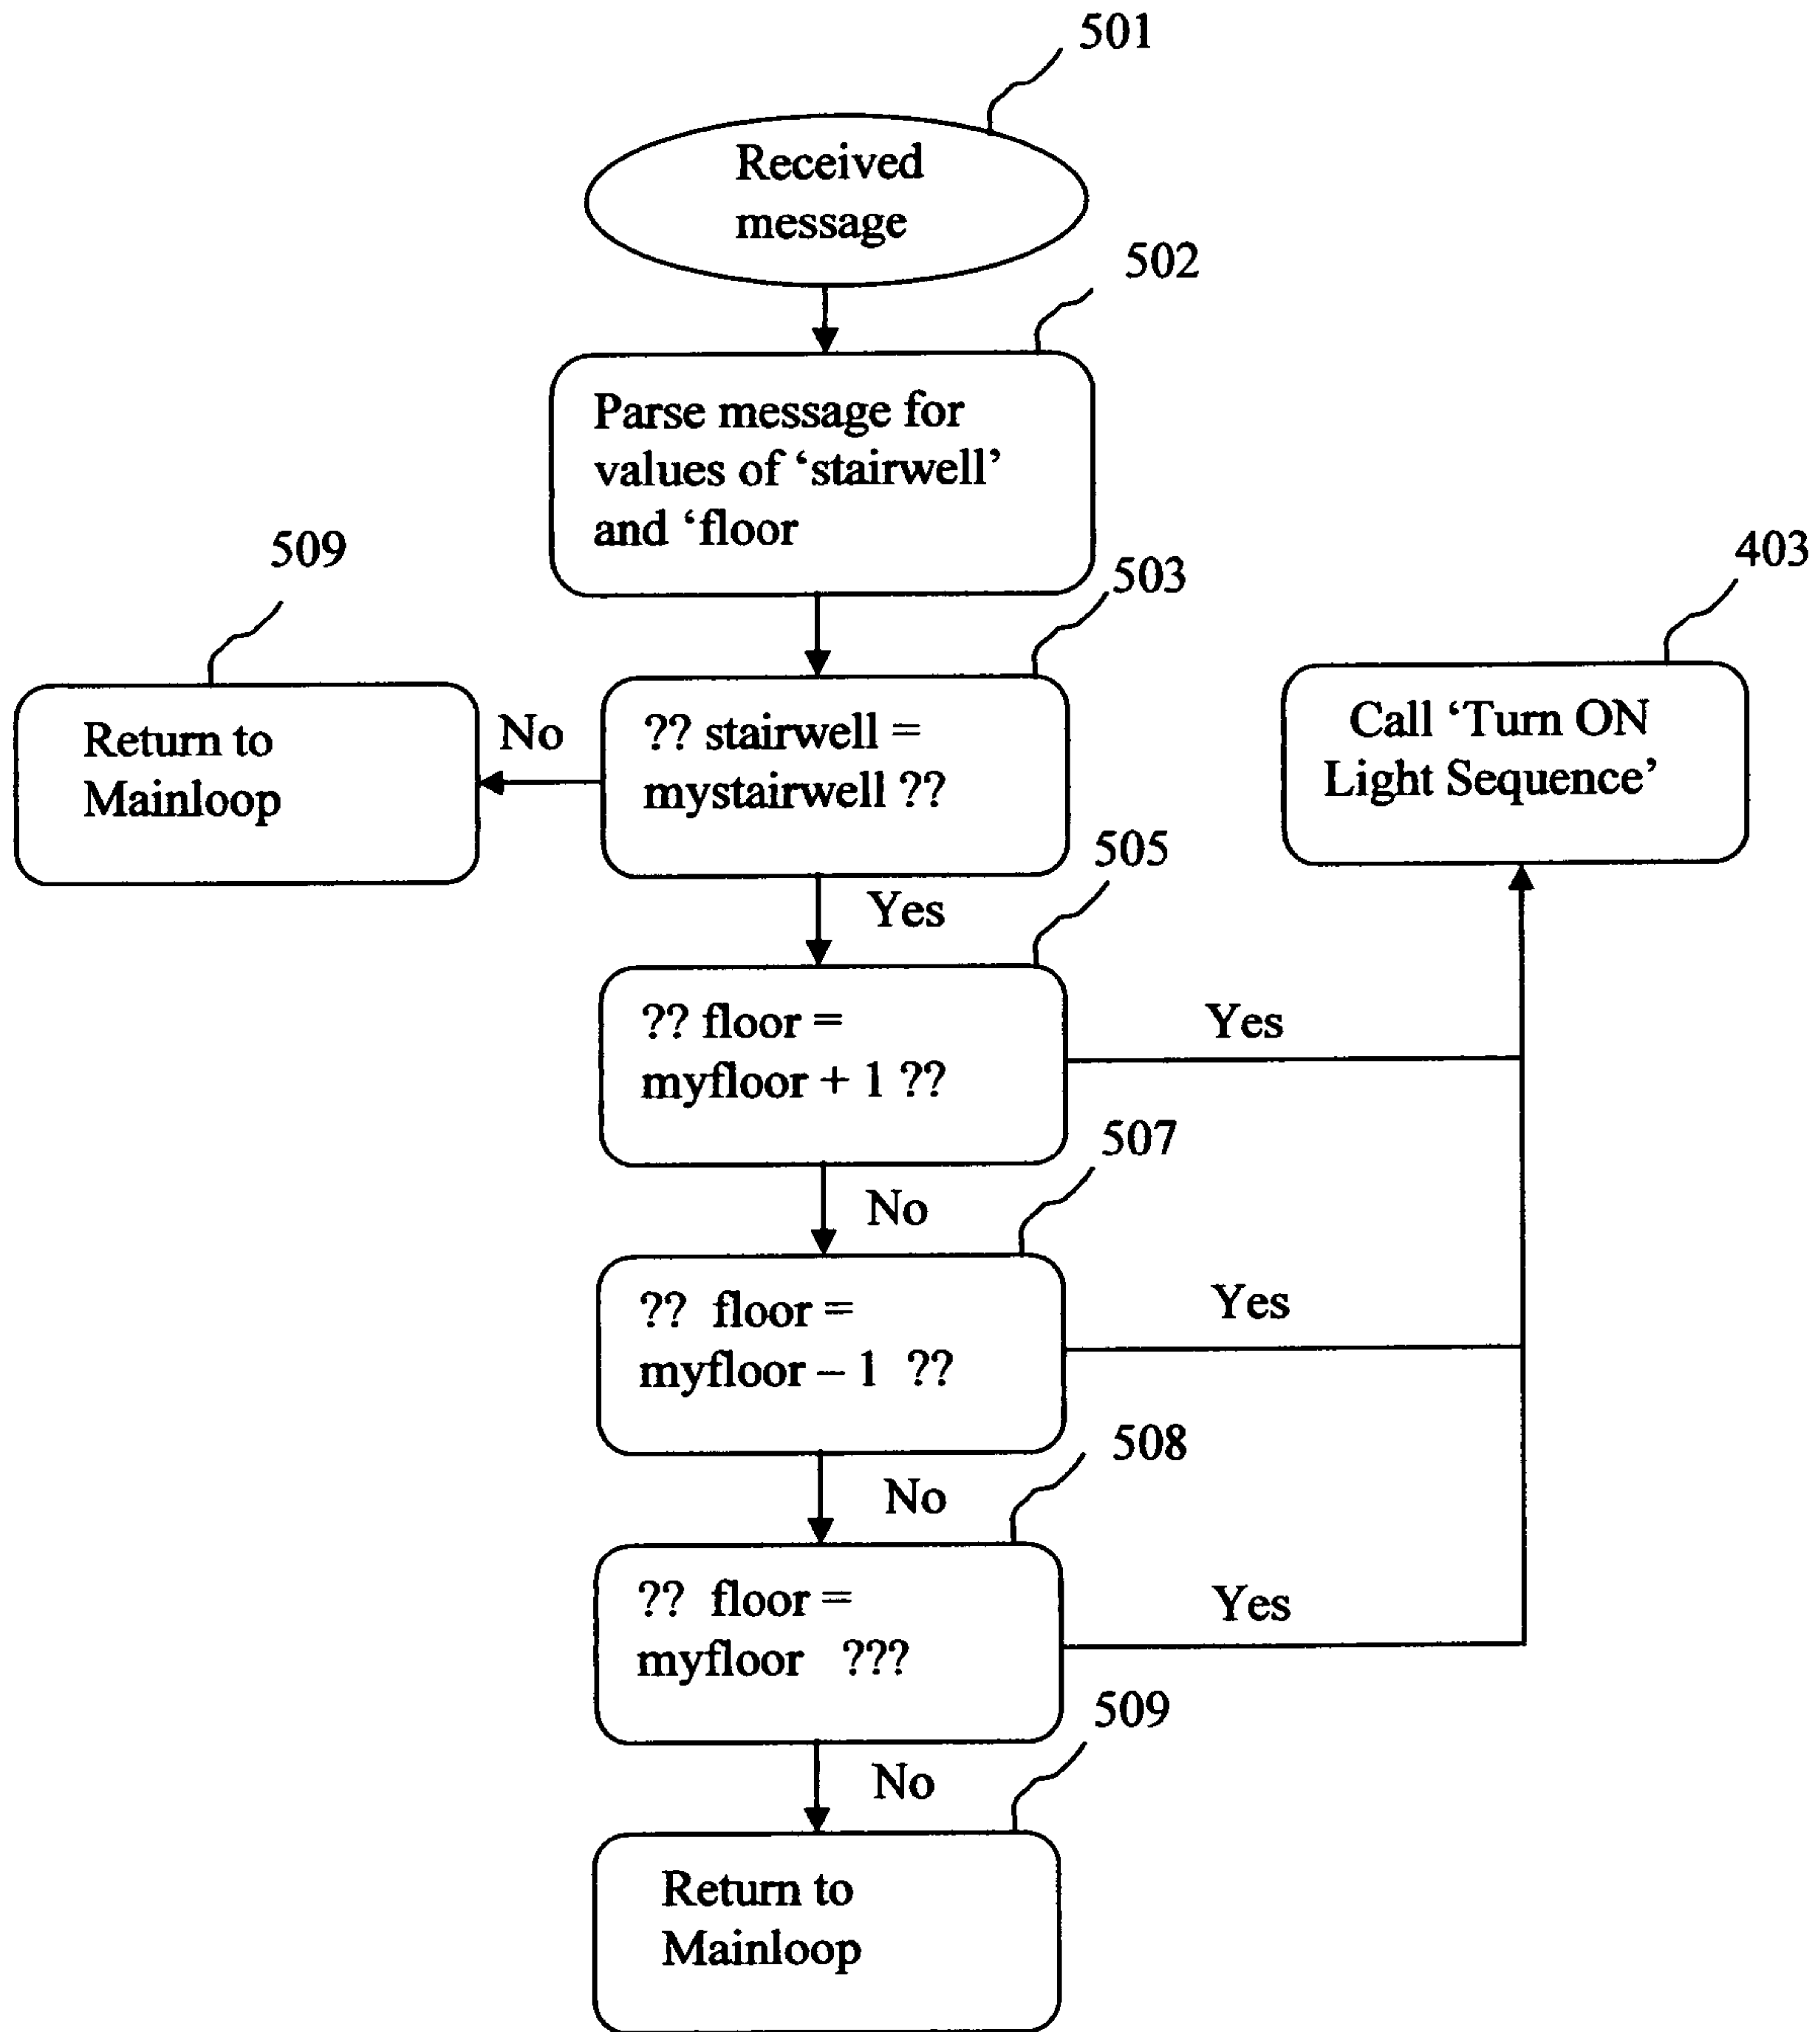 501
Received
message
502
Parse message for
values of ‘stairwell’
and ‘floor
503
509
Return to
Mainloop
No
?? stairwell =
mystairwell ??
403
Call ‘Turn ON
Light Sequence’
Yes
505
?? floor =
myfloor + 1 ??
Yes
No
507
?? floor =
myfloor – 1 ??
Yes
No
508
?? floor =
myfloor ???
Yes
No
509
Return to
Mainloop